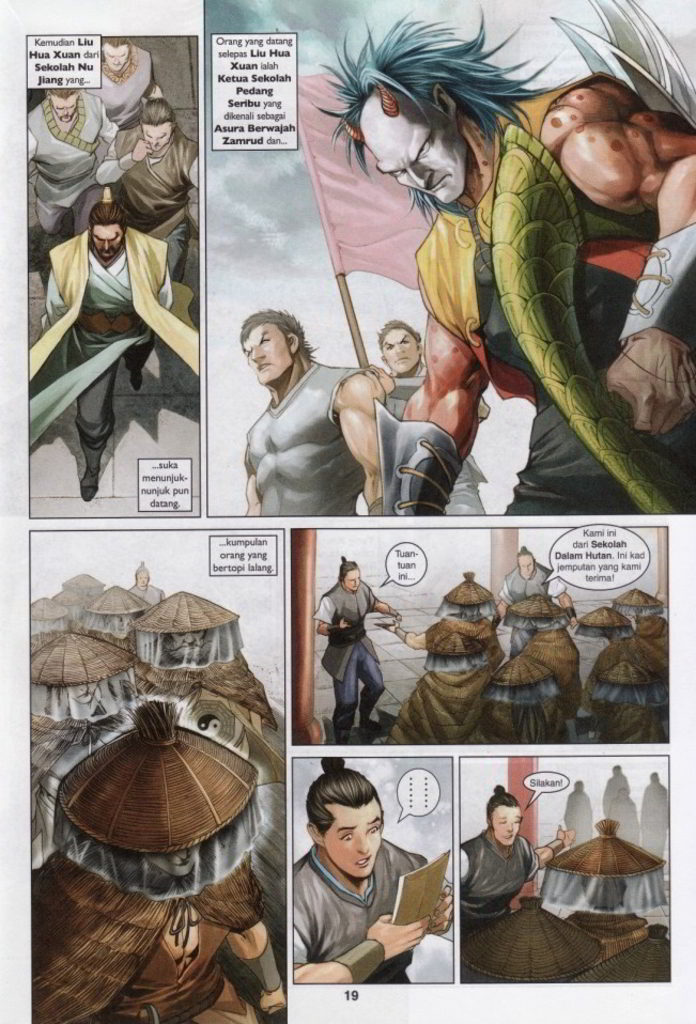 Kemudian Liu
Hua Xuan dari
Sekolah Nu
Jiang yang...
Orang yang datang
selepas Liu Hua
Xuan ialah
Ketua Sekolah
Pedang
Seribu yang
dikenali sebagai
Asura Berwajah
Zamrud dan...
...suka
menunjuk-
nunjuk pun
datang.
...kumpulan
orang yang
bertopi lalang.
Tuan-
tuan
ini...
Kami ini
dari Sekolah
Dalam Hutan. Ini kad
jemputan yang kami
terima!
Silakan!
19